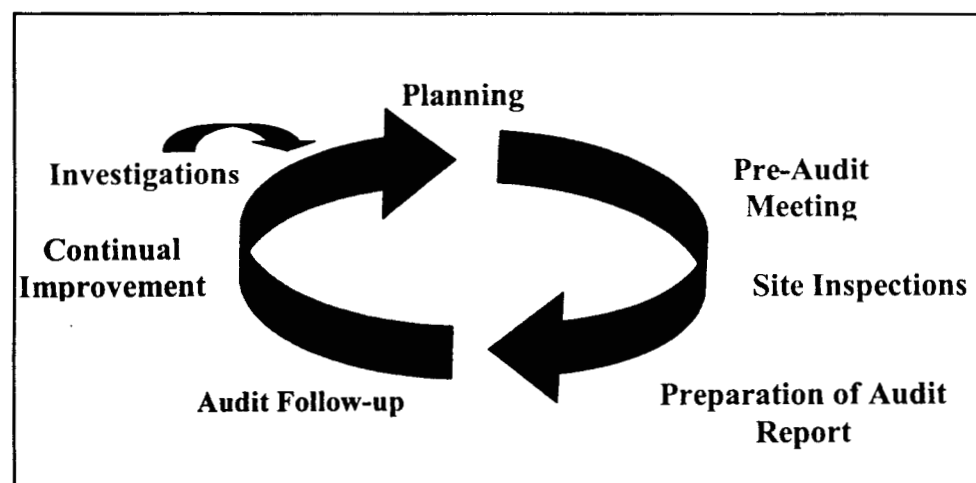 Planning
Pre-Audit
Meeting
Site Inspections
Preparation of Audit
Report
Audit Follow-up
Continual
Improvement
Investigations